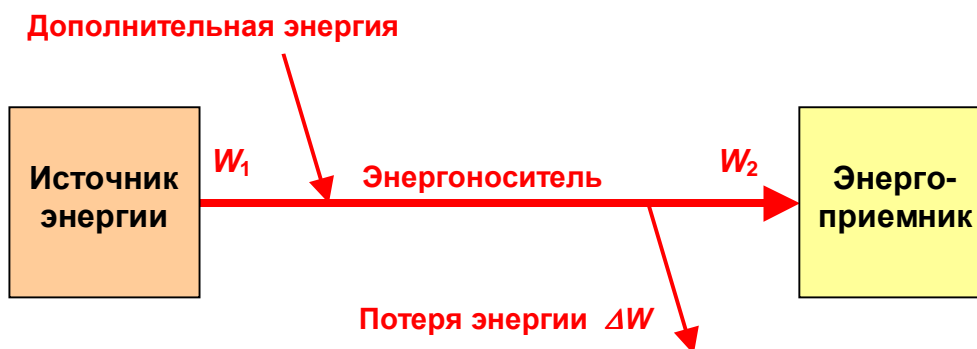 Дополнительная энергия
Источник
энергии
W₁
Энергоноситель
W₂
Энерго-
приемник
Потеря энергии ΔW